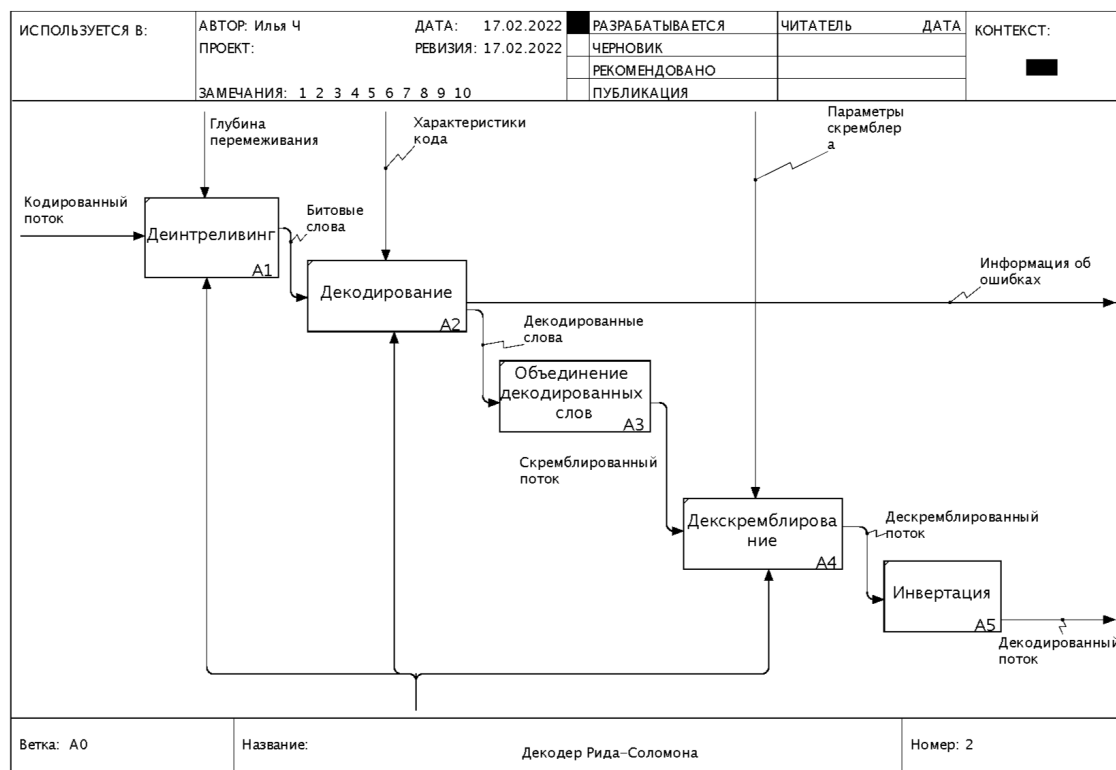 ИСПОЛЬЗУЕТСЯ В:
АВТОР: Илья Ч
ДАТА: 17.02.2022
ПРОЕКТ:
РЕВИЗИЯ: 17.02.2022
ЗАМЕЧАНИЯ: 1 2 3 4 5 6 7 8 9 10
РАЗРАБАТЫВАЕТСЯ
ЧЕРНОВИК
РЕКОМЕНДОВАНО
ПУБЛИКАЦИЯ
ЧИТАТЕЛЬ
ДАТА
КОНТЕКСТ:
Глубина
перемеживания
Характеристики
кода
Параметры
скремблер
а
Кодированный
поток
Деинтреливинг
A1
Битовые
слова
Декодирование
A2
Информация об
ошибках
Декодированные
слова
Объединение
декодированных
слов
A3
Скремблированный
поток
Декскремблирова
ние
A4
Дескремблированный
поток
Инвертация
A5
Декодированный
поток
Ветка: A0
Название:
Декодер Рида–Соломона
Номер: 2